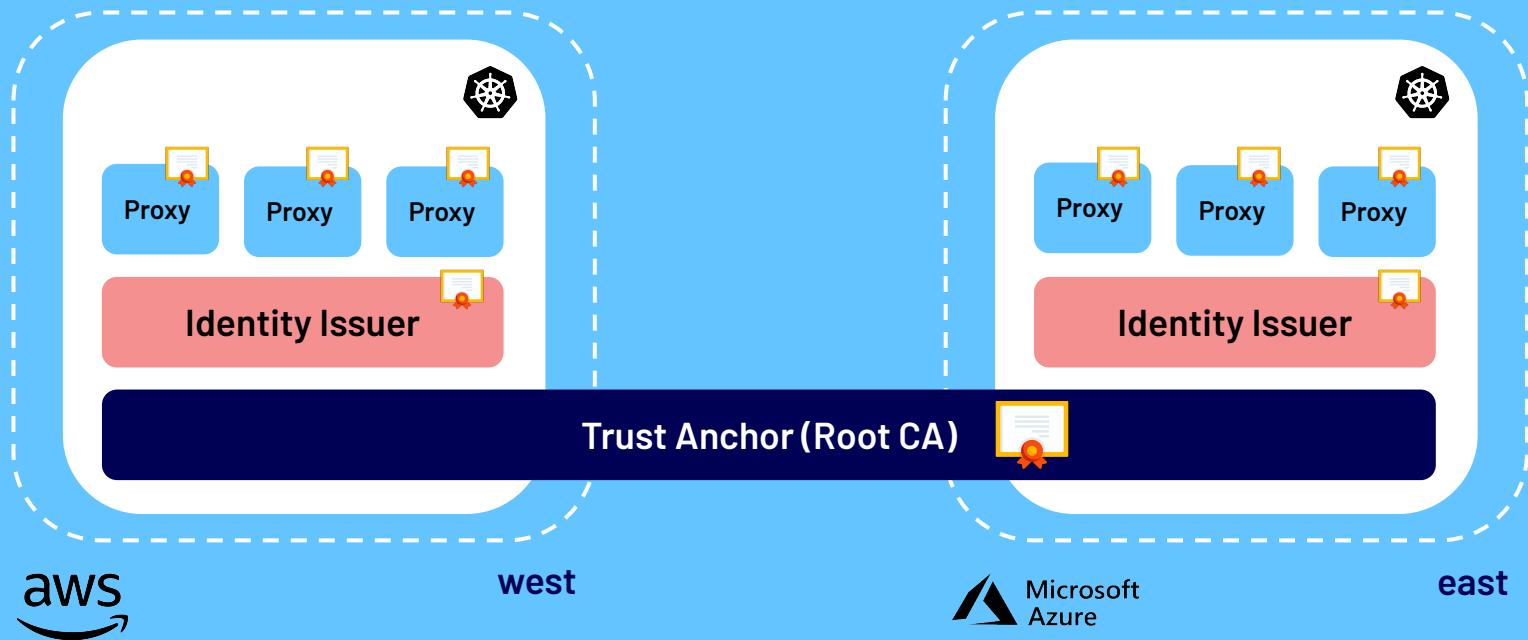 Proxy
Proxy
Proxy
Identity Issuer
Proxy
Proxy
Proxy
Identity Issuer
Trust Anchor (Root CA)
aws
west
Microsoft
Azure
east